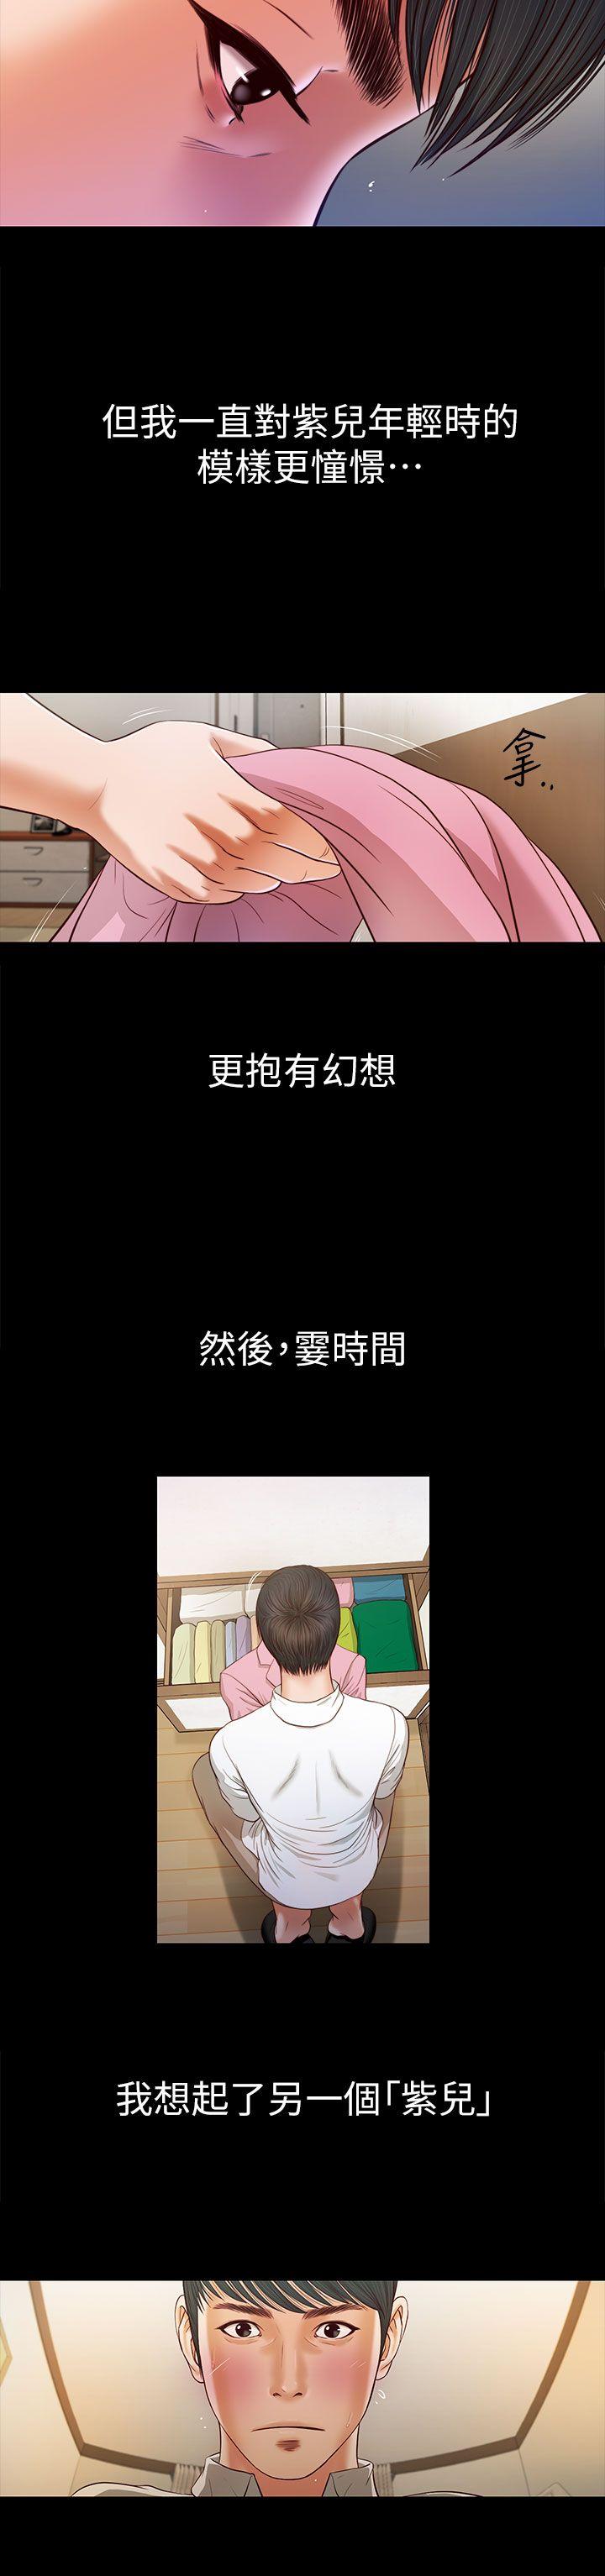 但我一直對紫兒年輕時的
模樣更憧憬⋯
拿..
更抱有幻想
然後，霎時間
我想起了另一個「紫兒」